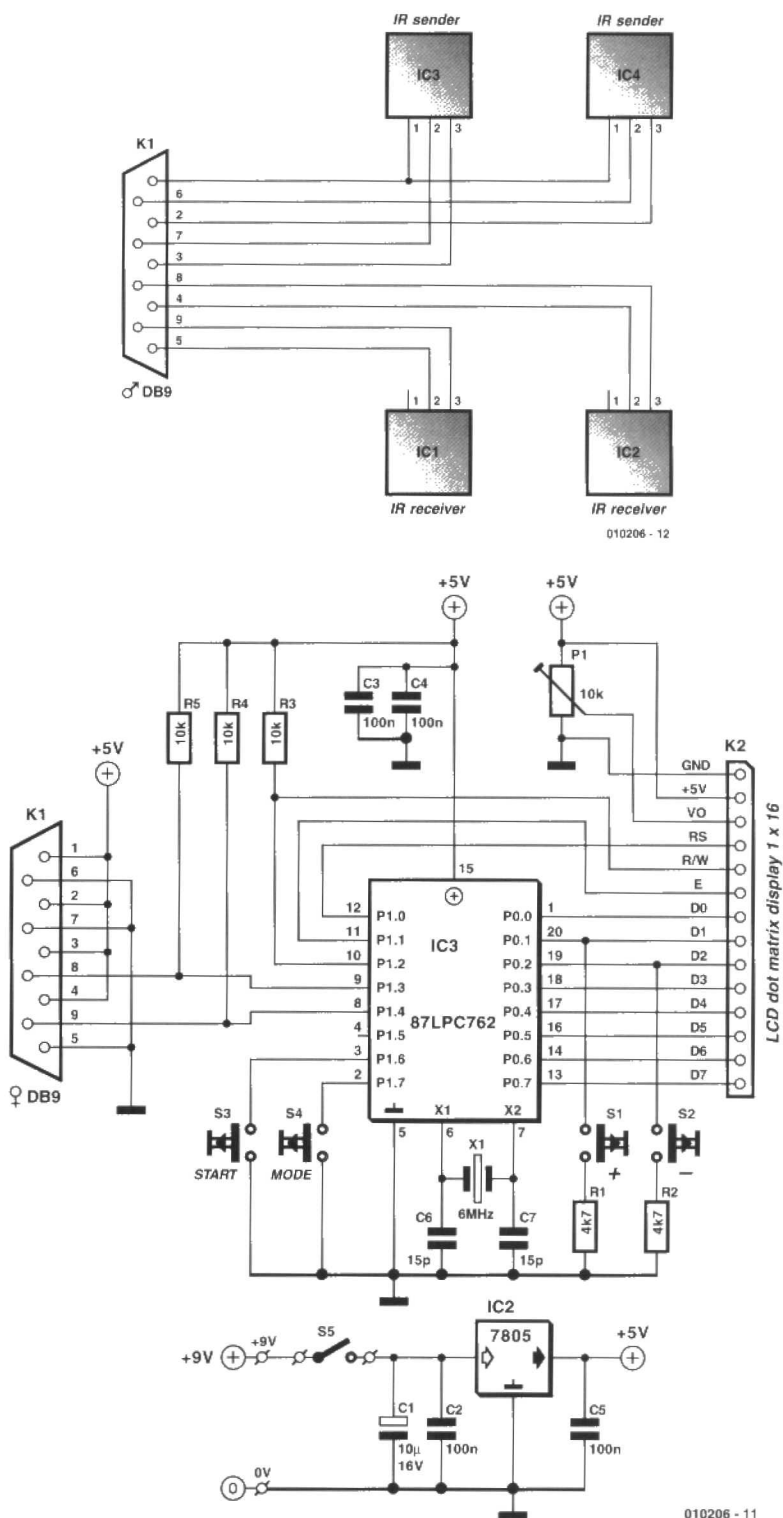 IR sender IR sender
IC3 IC4
1 2 3 1 2 3
K1
6
2
7
3
8
4
9
5
♂ DB9
1 2 3 1 2 3
IC1 IC2
IR receiver IR receiver
010206 - 12
+5V +5V
P1
10k
C3 C4
100n 100n
R5 R4 R3
10k 10k 10k
+5V
K1
1
6
2
7
3
8
4
9
5
♀ DB9
K2
GND
+5V
VO
RS
R/W
E
D0
D1
D2
D3
D4
D5
D6
D7
LCD dot matrix display 1 x 16
15
12 P1.0 P0.0 1
11 P1.1 IC3 P0.1 20
10 P1.2 P0.2 19
9 P1.3 P0.3 18
8 P1.4 P0.4 17
87LPC762
4 P1.5 P0.5 16
3 P1.6 P0.6 14
2 P1.7 P0.7 13
X1 X2
5 6 7
S3 S4
START MODE
X1
6MHz
C6 C7
15p 15p
S1 S2
+ –
R1 R2
4k7 4k7
IC2
7805
+9V +9V S5 +5V
C1 C2 C5
10µ 100n 100n
16V
0 0V
010206 - 11